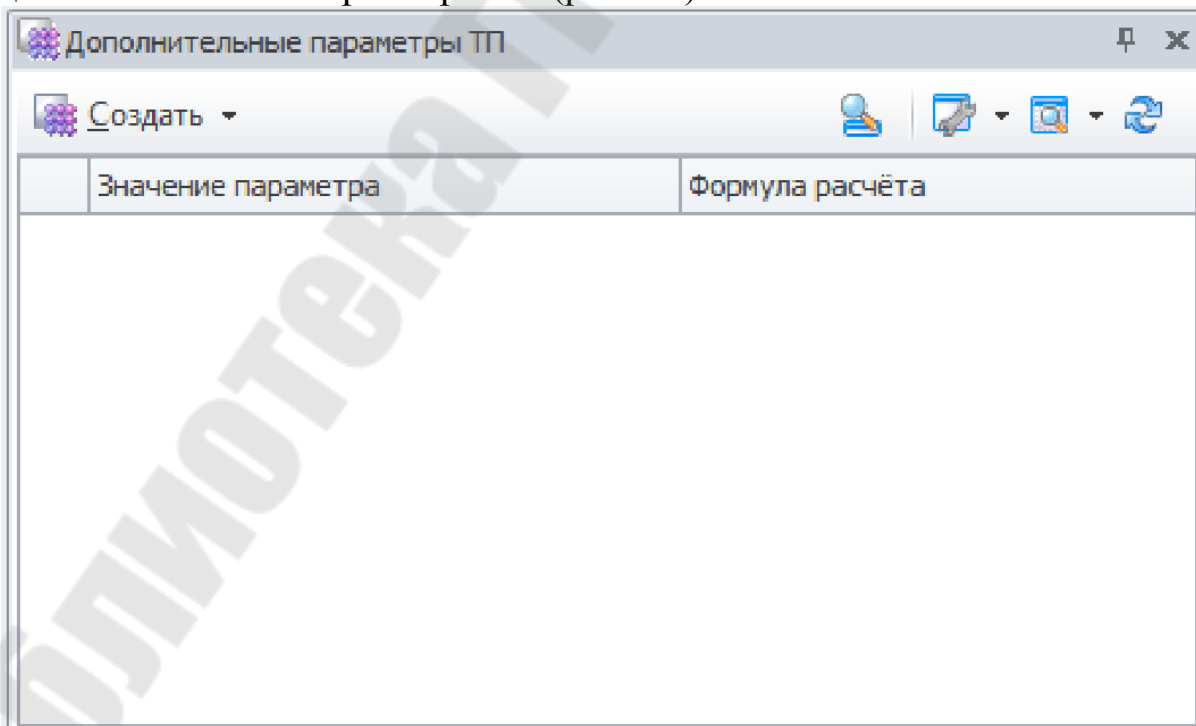 Дополнительные параметры ТП
Создать
Значение параметра Формула расчёта